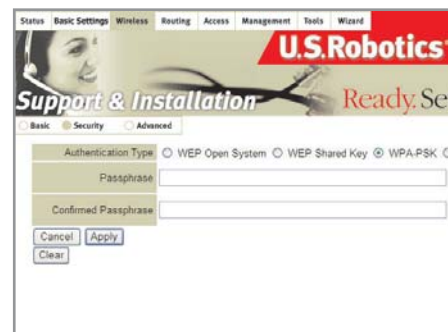 Status Basic Settings Wireless Routing Access Management Tools Wizard
U.S.Robotics
Support & Installation
Ready. Se
Basic Security Advanced
Authentication Type WEP Open System WEP Shared Key WPA-PSK
Passphrase
Confirmed Passphrase
Cancel Apply
Clear